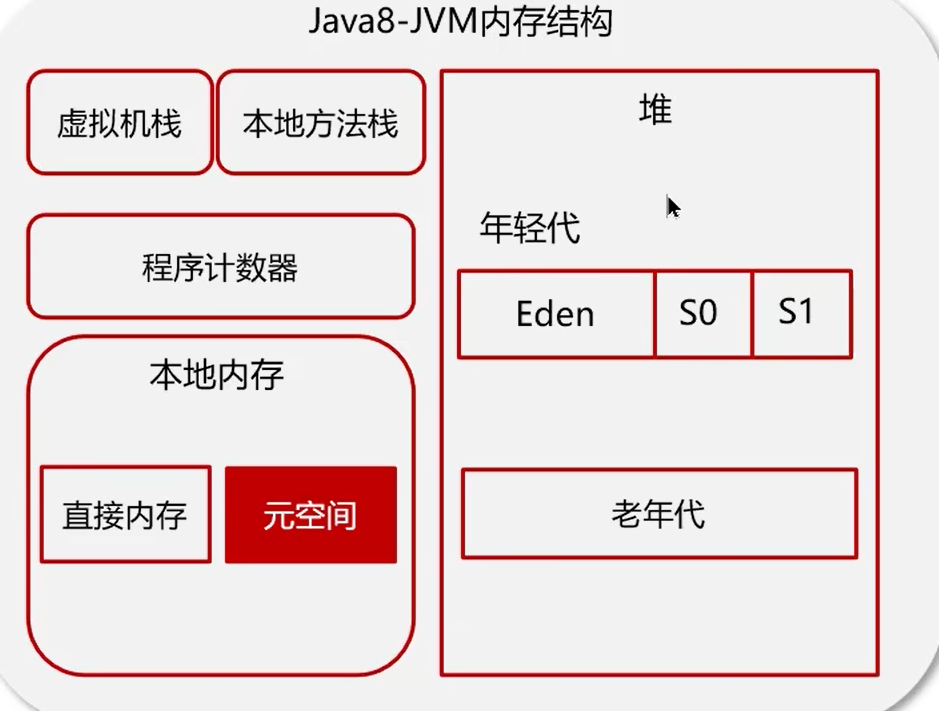 Java8-JVM内存结构
虚拟机栈
本地方法栈
程序计数器
本地内存
直接内存
元空间
堆
年轻代
Eden
S0
S1
老年代